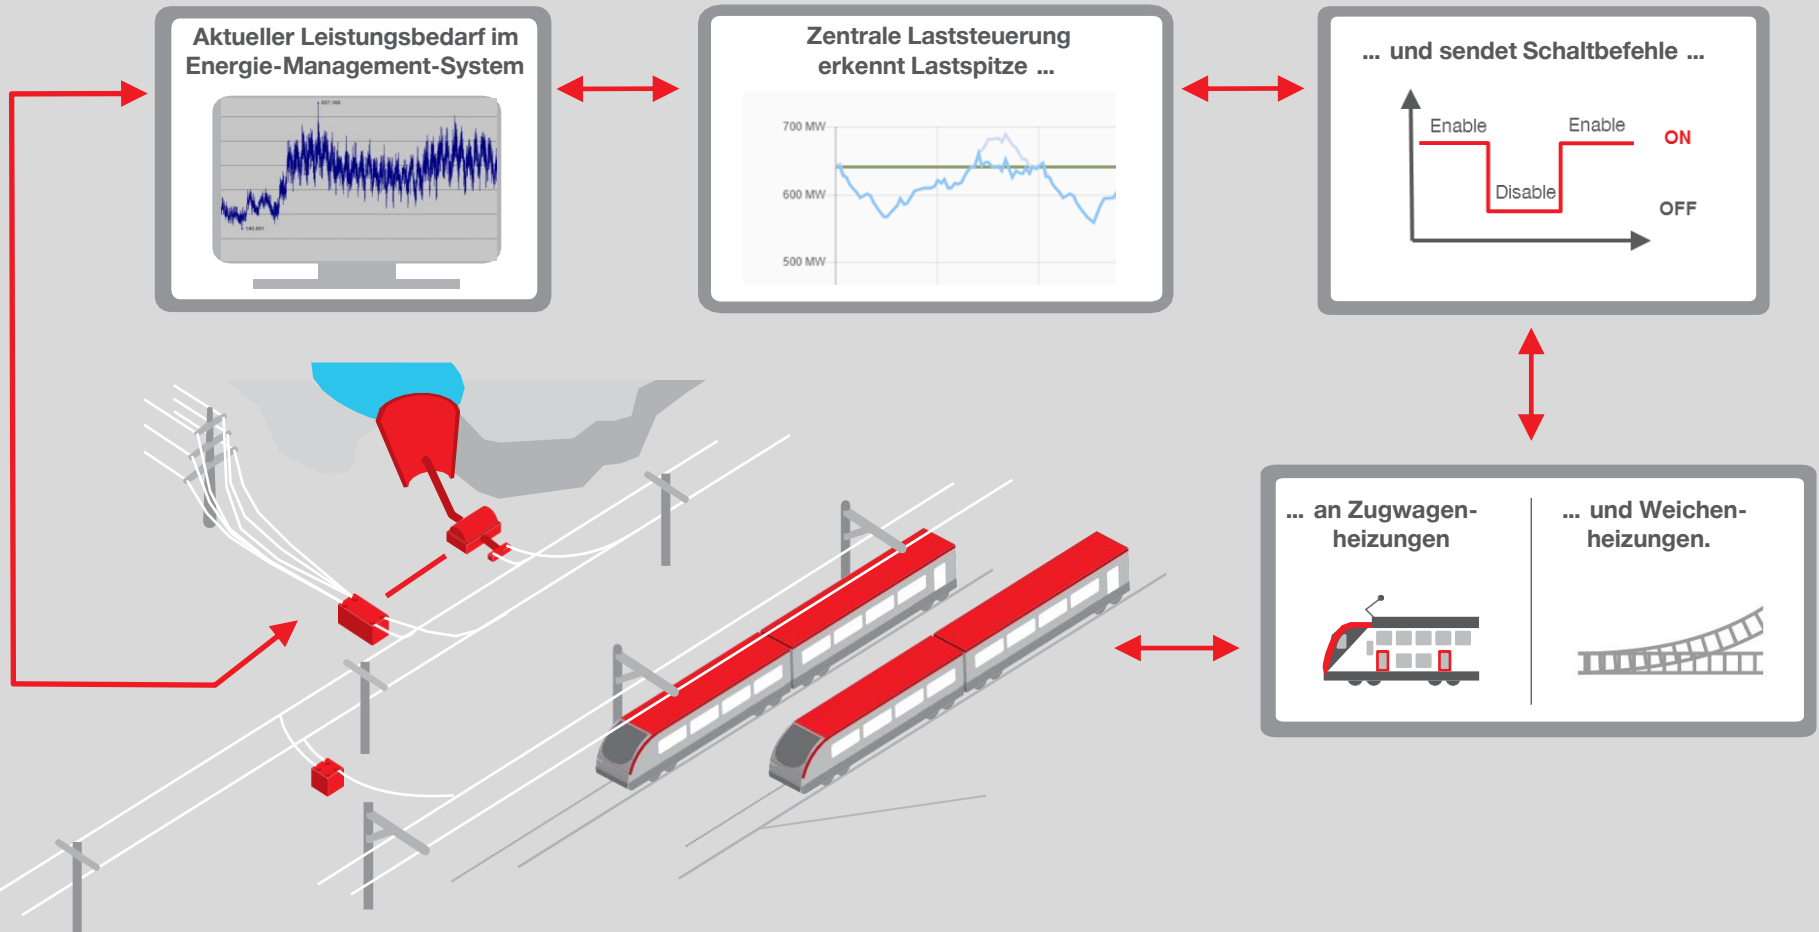 Aktueller Leistungsbedarf im
Energie-Management-System
Zentrale Laststeuerung
erkennt Lastspitze ...
700 MW
600 MW
500 MW
... und sendet Schaltbefehle ...
Enable
Enable
ON
Disable
OFF
... an Zugwagen-
heizungen
... und Weichen-
heizungen.